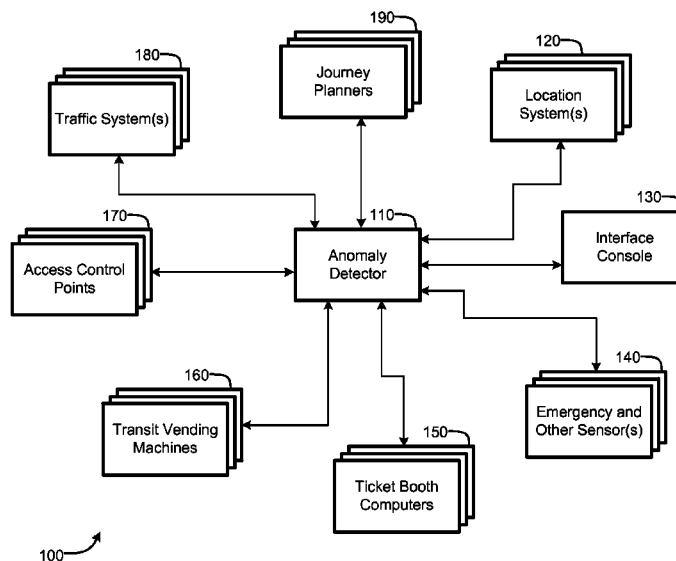 190
180
120
Journey
Planners
Traffic System(s)
Location
System(s)
170
110
130
Access Control
Points
Anomaly
Detector
Interface
Console
160
140
Transit Vending
Machines
150
Emergency and
Other Sensor(s)
Ticket Booth
Computers
100